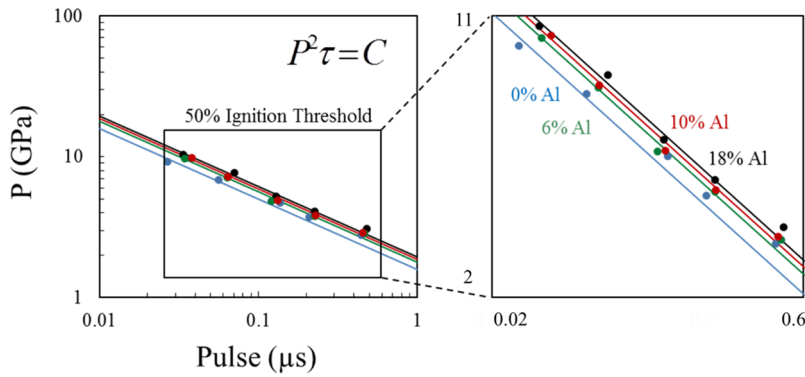 100
10
1
P (GPa)
P²τ=C
50% Ignition Threshold
0.01
0.1
1
Pulse (µs)
11
2
0% Al
6% Al
10% Al
18% Al
0.02
0.6